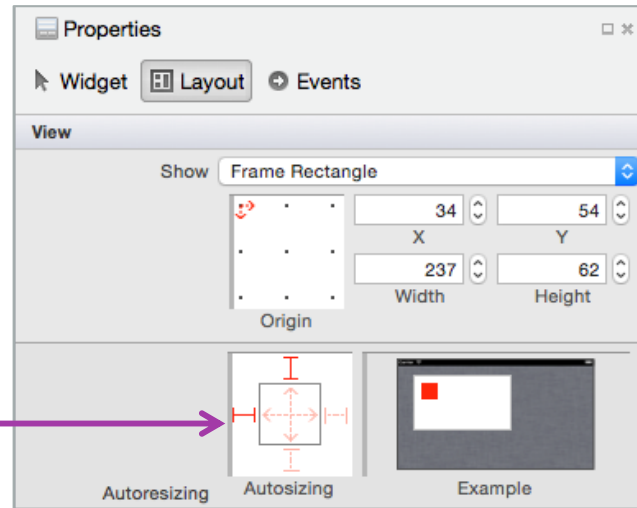 Properties
Widget Layout Events
View
Show Frame Rectangle
34 54
X Y
237 62
Width Height
Origin
Autoresizing Autosizing Example